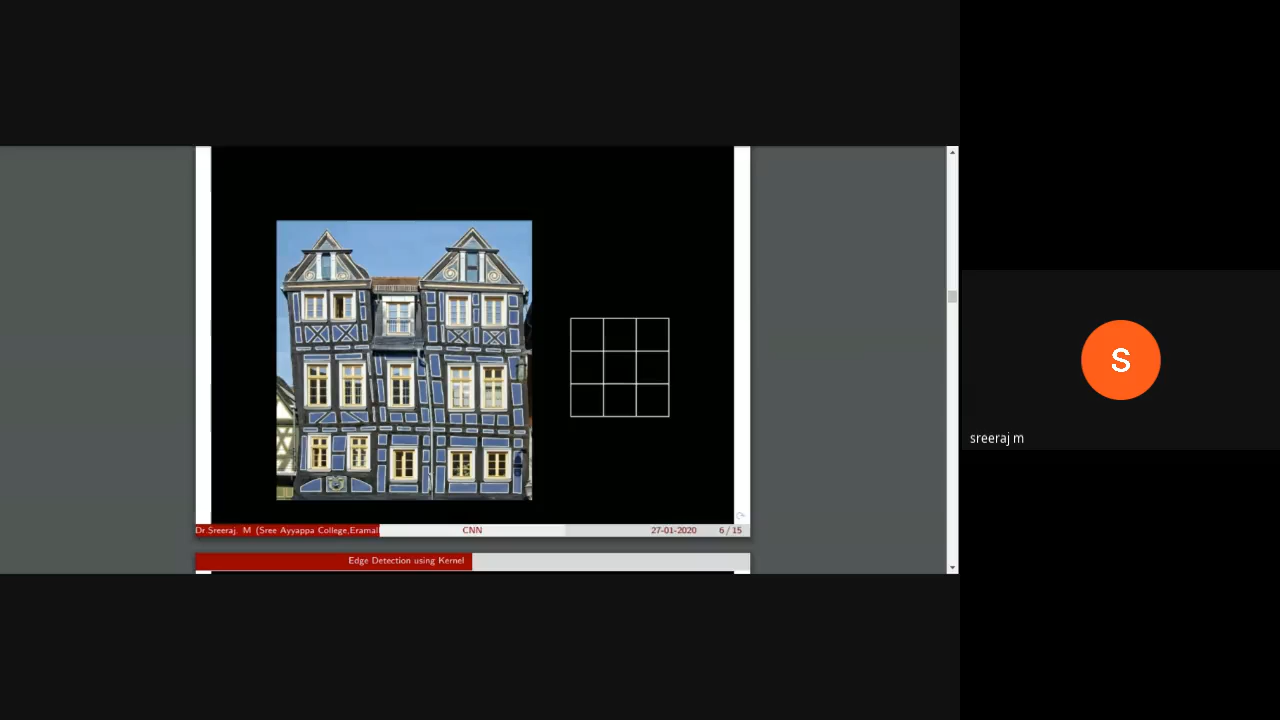 S
sreeraj m
Dr.Sreeraj. M (Sree Ayyappa College,Eramal
CNN
27-01-2020
6 / 15
Edge Detection using Kernel